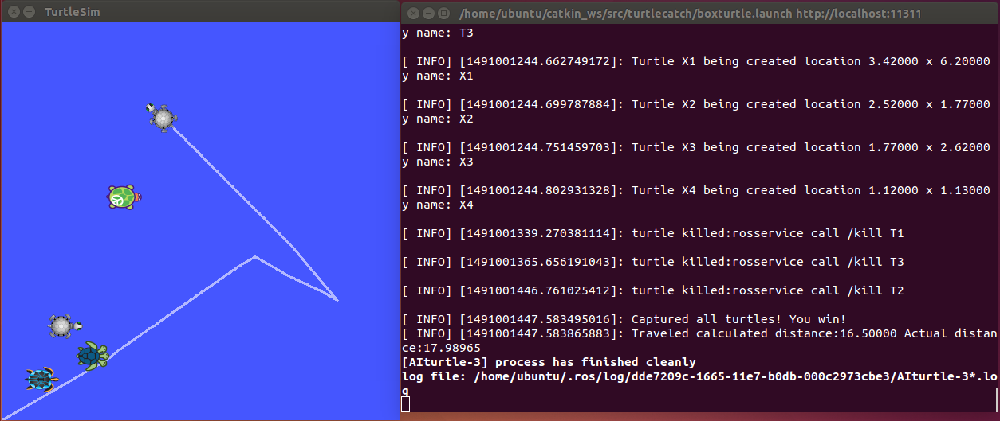 TurtleSim
/home/ubuntu/catkin_ws/src/turtlecatch/boxturtle.launch http://localhost:11311
y name: T3
[ INFO] [1491001244.662749172]: Turtle X1 being created location 3.42000 x 6.20000
y name: X1
[ INFO] [1491001244.699787884]: Turtle X2 being created location 2.52000 x 1.77000
y name: X2
[ INFO] [1491001244.751459703]: Turtle X3 being created location 1.77000 x 2.62000
y name: X3
[ INFO] [1491001244.802931328]: Turtle X4 being created location 1.12000 x 1.13000
y name: X4
[ INFO] [1491001339.270381114]: turtle killed:rosservice call /kill T1
[ INFO] [1491001365.656191043]: turtle killed:rosservice call /kill T3
[ INFO] [1491001446.761025412]: turtle killed:rosservice call /kill T2
[ INFO] [1491001447.583495016]: Captured all turtles! You win!
[ INFO] [1491001447.583865883]: Traveled calculated distance:16.50000 Actual distan
ce:17.98965
[AIturtle-3] process has finished cleanly
log file: /home/ubuntu/.ros/log/dde7209c-1665-11e7-b0db-000c2973cbe3/AIturtle-3*.lo
g